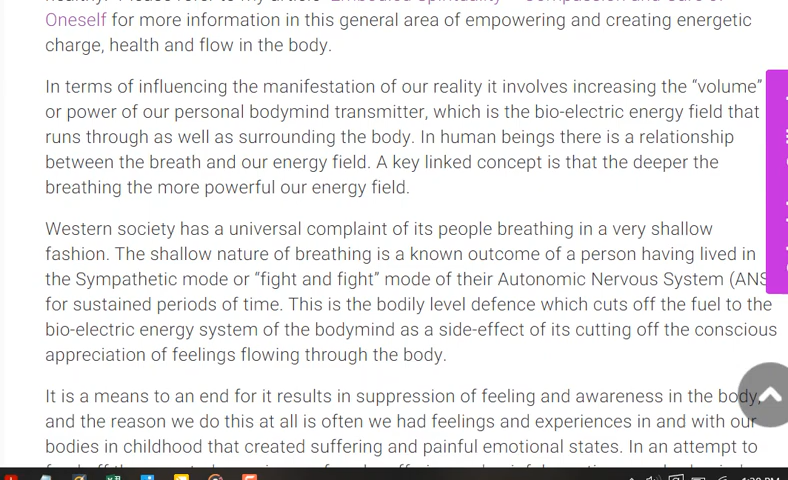 Oneself for more information in this general area of empowering and creating energetic
charge, health and flow in the body.
In terms of influencing the manifestation of our reality it involves increasing the “volume”
or power of our personal bodymind transmitter, which is the bio-electric energy field that
runs through as well as surrounding the body. In human beings there is a relationship
between the breath and our energy field. A key linked concept is that the deeper the
breathing the more powerful our energy field.
Western society has a universal complaint of its people breathing in a very shallow
fashion. The shallow nature of breathing is a known outcome of a person having lived in
the Sympathetic mode or “fight and fight” mode of their Autonomic Nervous System (ANS
for sustained periods of time. This is the bodily level defence which cuts off the fuel to the
bio-electric energy system of the bodymind as a side-effect of its cutting off the conscious
appreciation of feelings flowing through the body.
It is a means to an end for it results in suppression of feeling and awareness in the body,
and the reason we do this at all is often we had feelings and experiences in and with our
bodies in childhood that created suffering and painful emotional states. In an attempt to